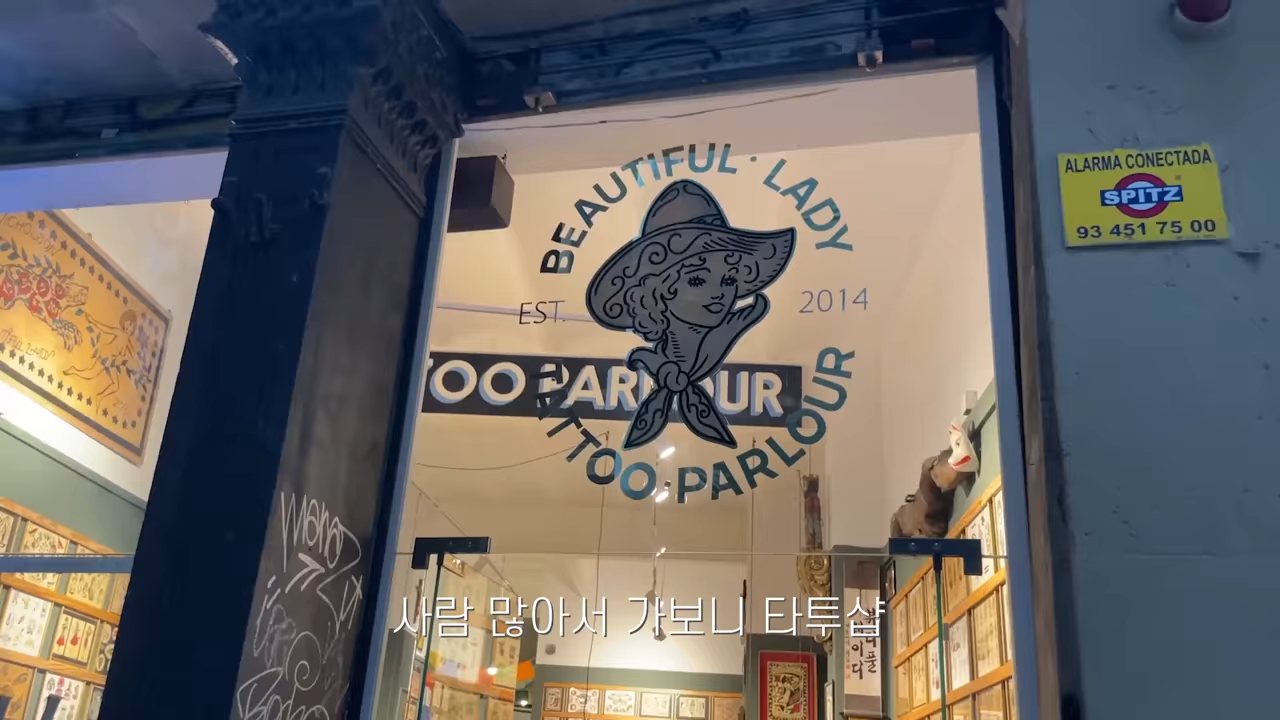 BEAUTIFUL · LADY
EST. 2014
TATTOO · PARLOUR
TOO PARLOUR
ALARMA CONECTADA
SPITZ
93 451 75 00
사람 많아서 가보니 타투샵